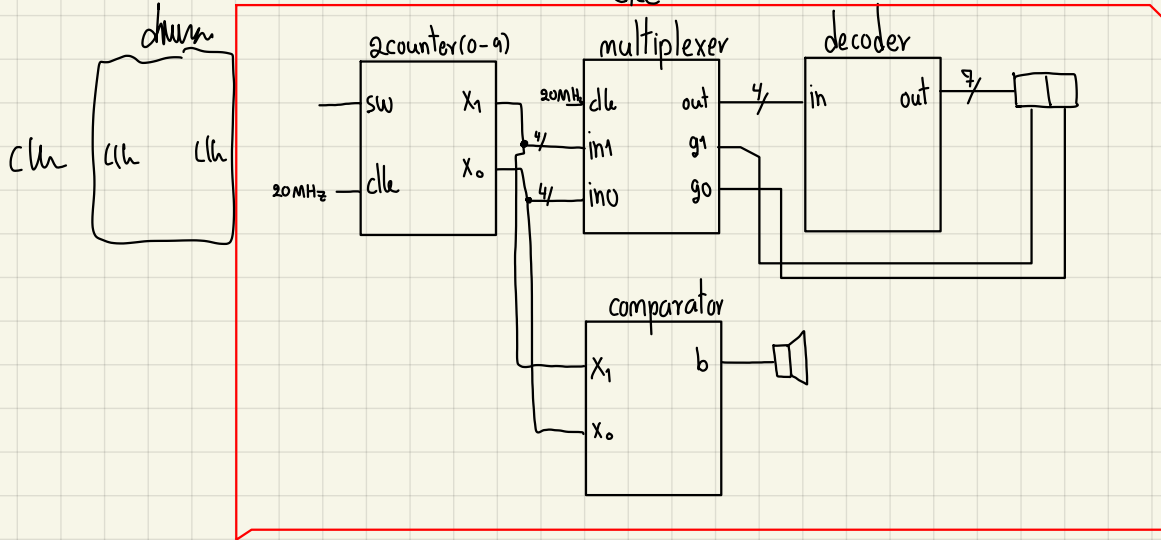 clk
clk
clk
2counter(0-9)
sw
X1
X0
20MHz
clk
multiplexer
20MHz
clk
out
4
in1
g1
4
in0
g0
4
decoder
in
out
7
comparator
X1
b
X0